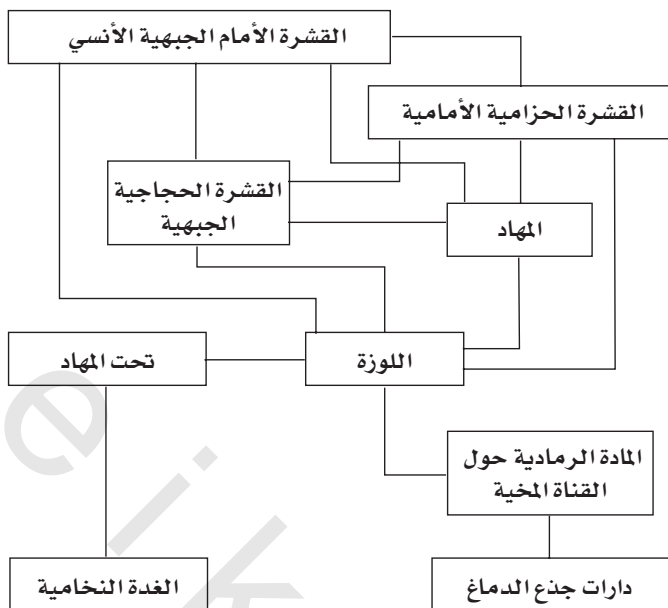 القشرة الأمام الجبهية الأنسي
القشرة الحزامية الأمامية
القشرة الحجاجية
الجبهية
المهاد
تحت المهاد
اللوزة
المادة الرمادية حول
القناة المخية
الغدة النخامية
دارات جذع الدماغ
e i k